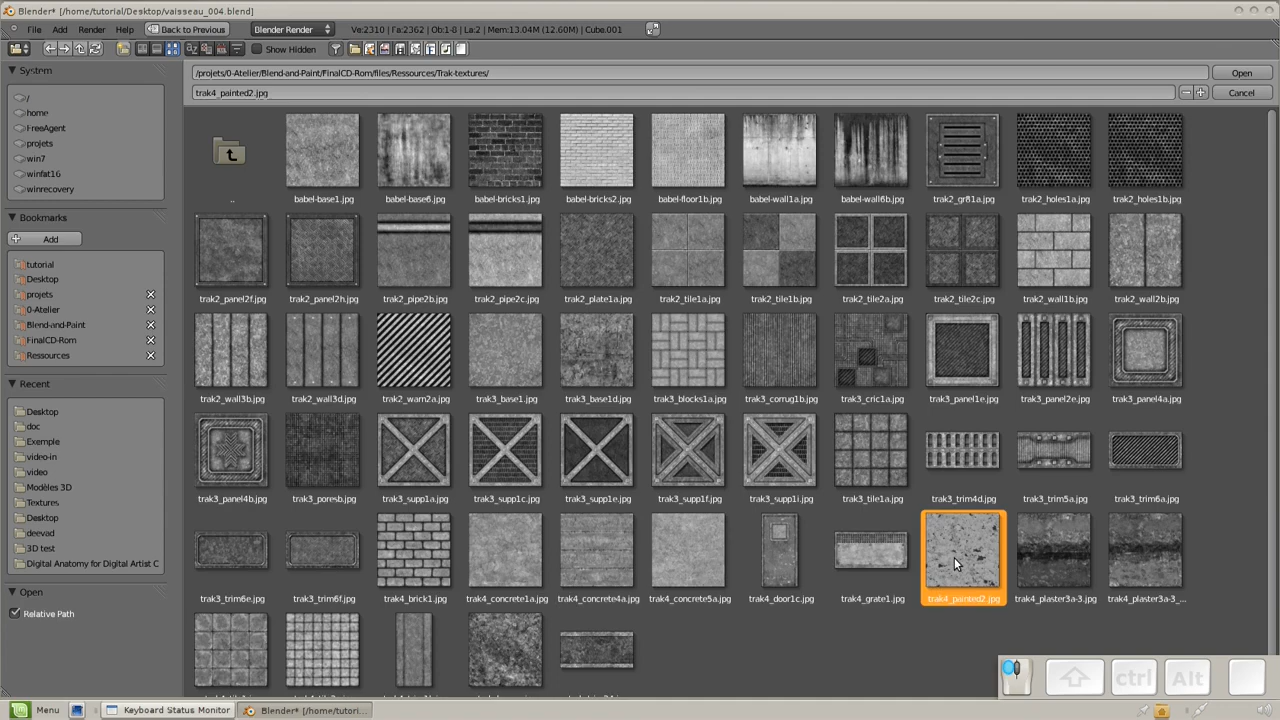 Blender* [/home/tutorial/Desktop/vaisseau_004.blend]
File Add Render Help Back to Previous Blender Render Ve:2310 | Fa:2362 | Ob:1-8 | La:2 | Mem:13.04M (12.60M) | Cube.001
Show Hidden
System
/
home
FreeAgent
projets
win7
winfat16
winrecovery
Bookmarks
Add
tutorial
Desktop
projets
0-Atelier
Blend-and-Paint
FinalCD-Rom
Ressources
Recent
Desktop
doc
Exemple
video-in
video
Modèles 3D
Textures
Desktop
deevad
3D test
Digital Anatomy for Digital Artist C
Open
Relative Path
/projets/0-Atelier/Blend-and-Paint/FinalCD-Rom/files/Ressources/Trak-textures/
Open
trak4_painted2.jpg
Cancel
.. babel-base1.jpg babel-base6.jpg babel-bricks1.jpg babel-bricks2.jpg babel-floor1b.jpg babel-wall1a.jpg babel-wall6b.jpg trak2_gr81a.jpg trak2_holes1a.jpg trak2_holes1b.jpg
trak2_panel2f.jpg trak2_panel2h.jpg trak2_pipe2b.jpg trak2_pipe2c.jpg trak2_plate1a.jpg trak2_tile1a.jpg trak2_tile1b.jpg trak2_tile2a.jpg trak2_tile2c.jpg trak2_wall1b.jpg trak2_wall2b.jpg
trak2_wall3b.jpg trak2_wall3d.jpg trak2_warn2a.jpg trak3_base1.jpg trak3_base1d.jpg trak3_blocks1a.jpg trak3_corrug1b.jpg trak3_cric1a.jpg trak3_panel1e.jpg trak3_panel2e.jpg trak3_panel4a.jpg
trak3_panel4b.jpg trak3_poresb.jpg trak3_supp1a.jpg trak3_supp1c.jpg trak3_supp1e.jpg trak3_supp1f.jpg trak3_supp1i.jpg trak3_tile1a.jpg trak3_trim4d.jpg trak3_trim5a.jpg trak3_trim6a.jpg
trak3_trim6e.jpg trak3_trim6f.jpg trak4_brick1.jpg trak4_concrete1a.jpg trak4_concrete4a.jpg trak4_concrete5a.jpg trak4_door1c.jpg trak4_grate1.jpg trak4_painted2.jpg trak4_plaster3a-3.jpg trak4_plaster3a-3_...
ctrl Alt
Menu Keyboard Status Monitor Blender* [/home/tutori...